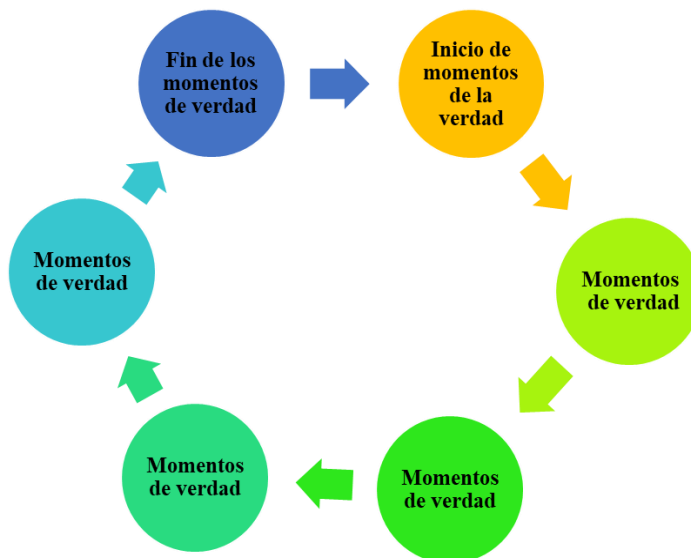 Fin de los
momentos
de verdad
Inicio de
momentos
de la
verdad
Momentos
de verdad
Momentos
de verdad
Momentos
de verdad
Momentos
de verdad